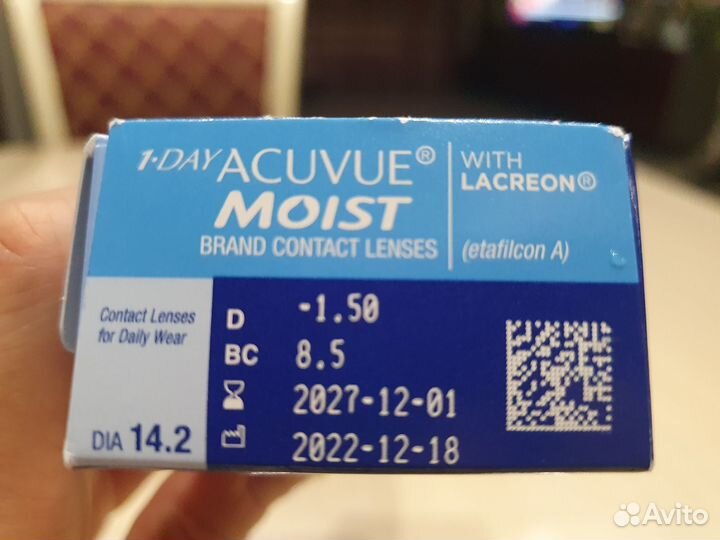 1·DAY ACUVUE®
MOIST
BRAND CONTACT LENSES
WITH
LACREON®
(etafilcon A)
Contact Lenses
for Daily Wear
DIA 14.2
D -1.50
BC 8.5
2027-12-01
2022-12-18
Avito